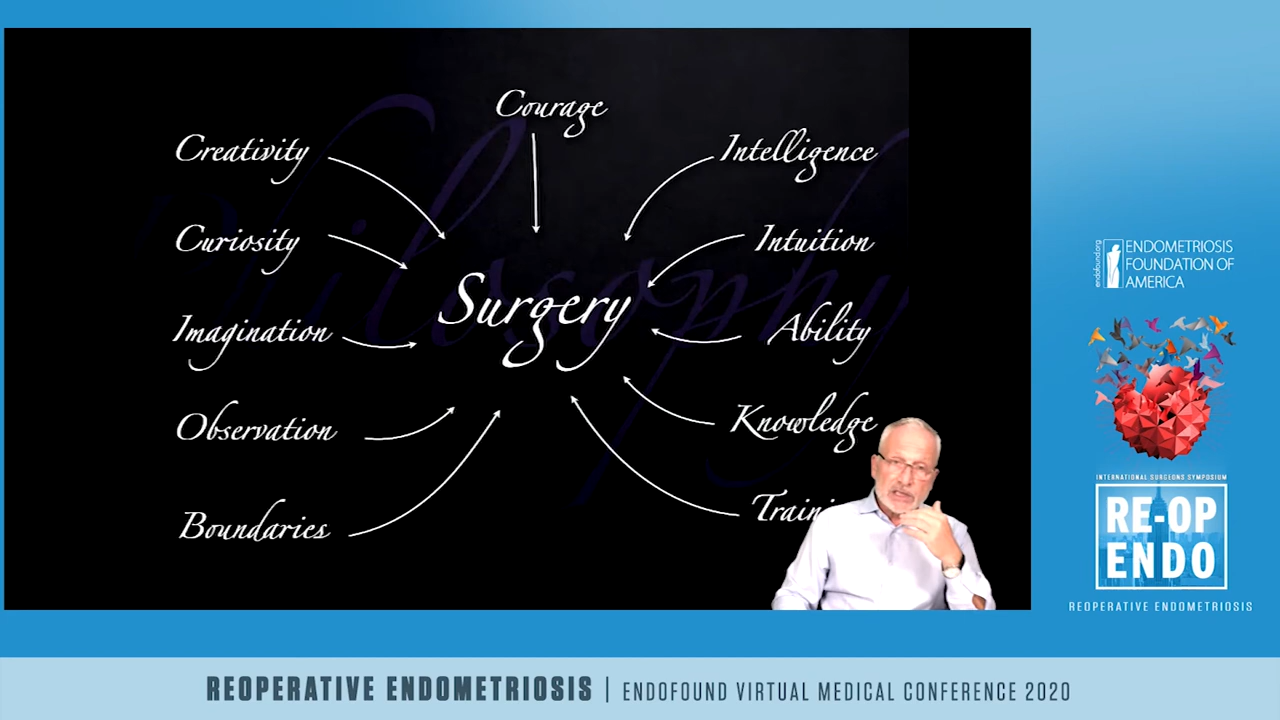 Courage
Creativity
Intelligence
Curiosity
Intuition
Surgery
Imagination
Ability
Observation
Knowledge
Boundaries
endofound.org
ENDOMETRIOSIS
FOUNDATION OF
AMERICA
INTERNATIONAL SURGEONS SYMPOSIUM
RE-OP
ENDO
REOPERATIVE ENDOMETRIOSIS
REOPERATIVE ENDOMETRIOSIS | ENDOFOUND VIRTUAL MEDICAL CONFERENCE 2020